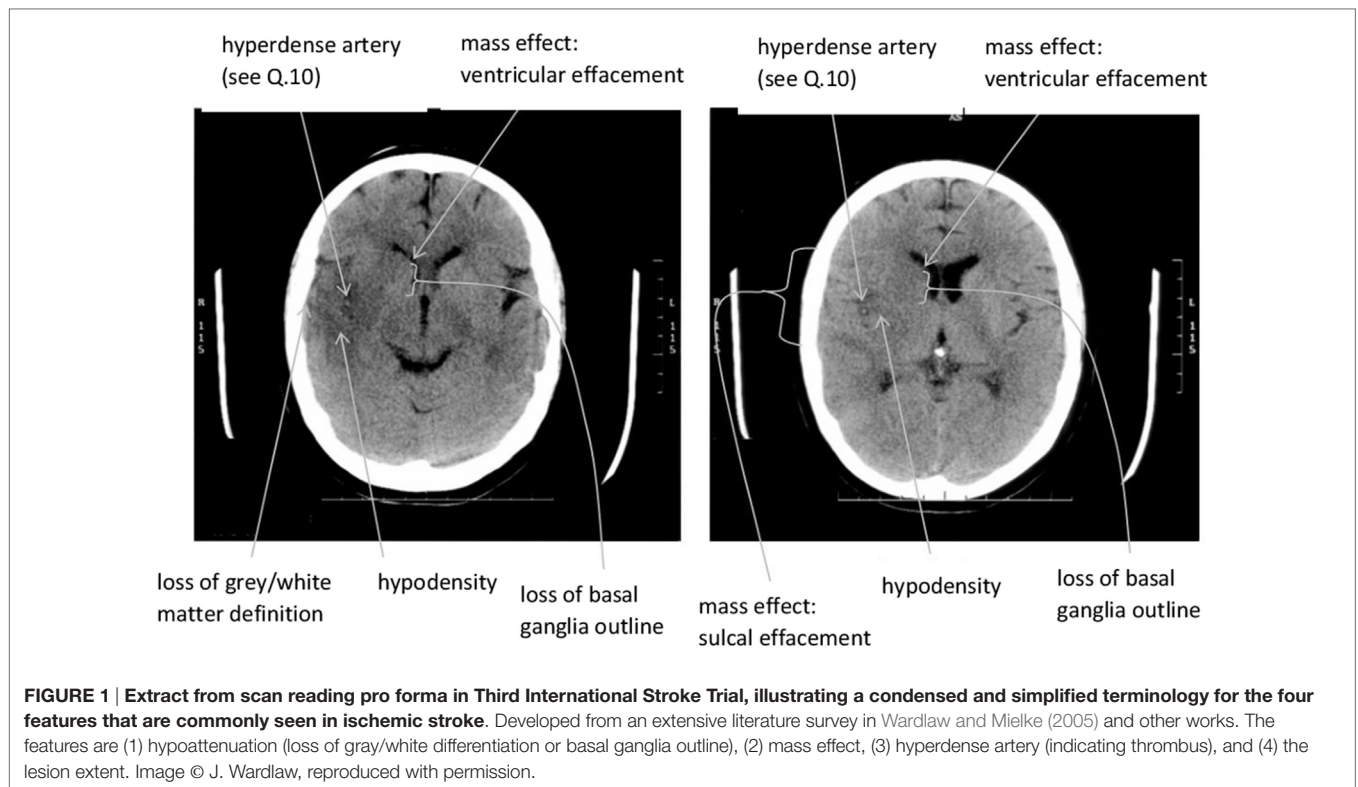 hyperdense artery
(see Q.10)
mass effect:
ventricular effacement
hyperdense artery
(see Q.10)
mass effect:
ventricular effacement
R
115
L
115
AS
R
115
L
115
loss of grey/white
matter definition
hypodensity
loss of basal
ganglia outline
mass effect:
sulcal effacement
hypodensity
loss of basal
ganglia outline
FIGURE 1 | Extract from scan reading pro forma in Third International Stroke Trial, illustrating a condensed and simplified terminology for the four
features that are commonly seen in ischemic stroke. Developed from an extensive literature survey in Wardlaw and Mielke (2005) and other works. The
features are (1) hypoattenuation (loss of gray/white differentiation or basal ganglia outline), (2) mass effect, (3) hyperdense artery (indicating thrombus), and (4) the
lesion extent. Image © J. Wardlaw, reproduced with permission.